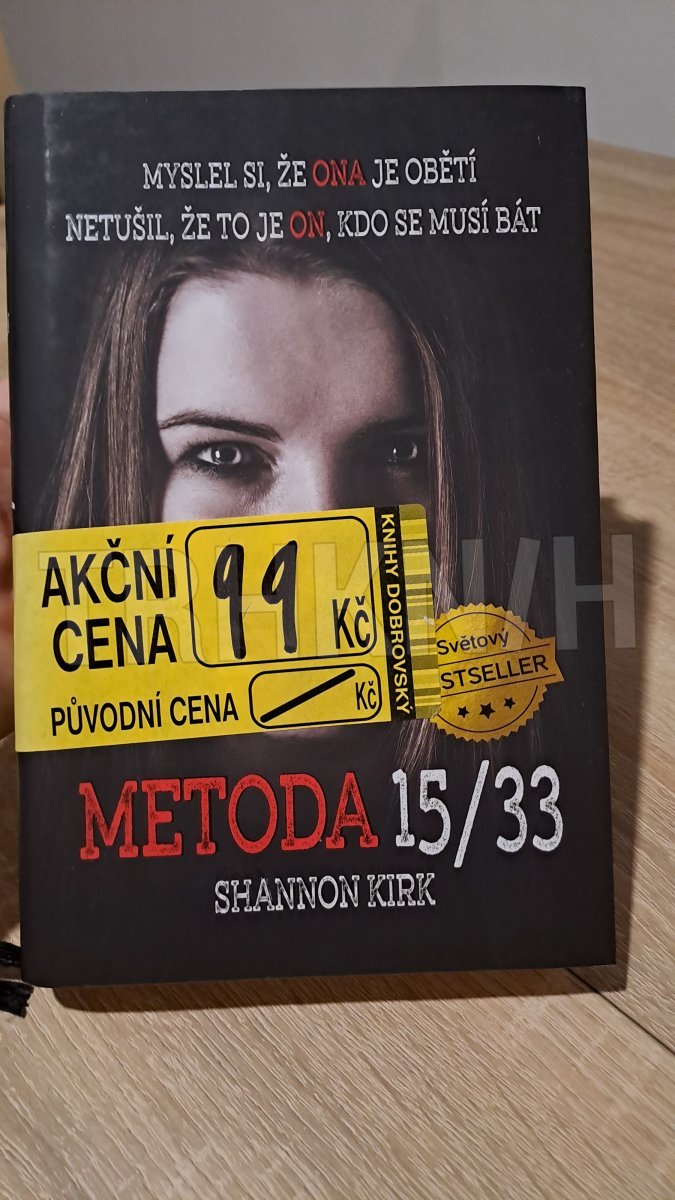 MYSLEL SI, ŽE ONA JE OBĚTÍ
NETUŠIL, ŽE TO JE ON, KDO SE MUSÍ BÁT
AKČNÍ
CENA
99 Kč
PŮVODNÍ CENA
Kč
KNIHY DOBROVSKÝ
Světový
STSELLER
METODA 15/33
SHANNON KIRK
TRHKNIH